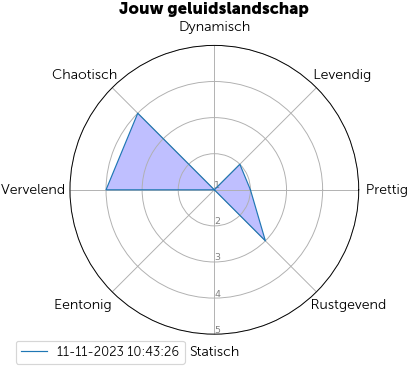 Jouw geluidslandschap
Dynamisch
Chaotisch
Levendig
Vervelend
1
Prettig
2
3
4
Eentonig
Rustgevend
5
11-11-2023 10:43:26
Statisch